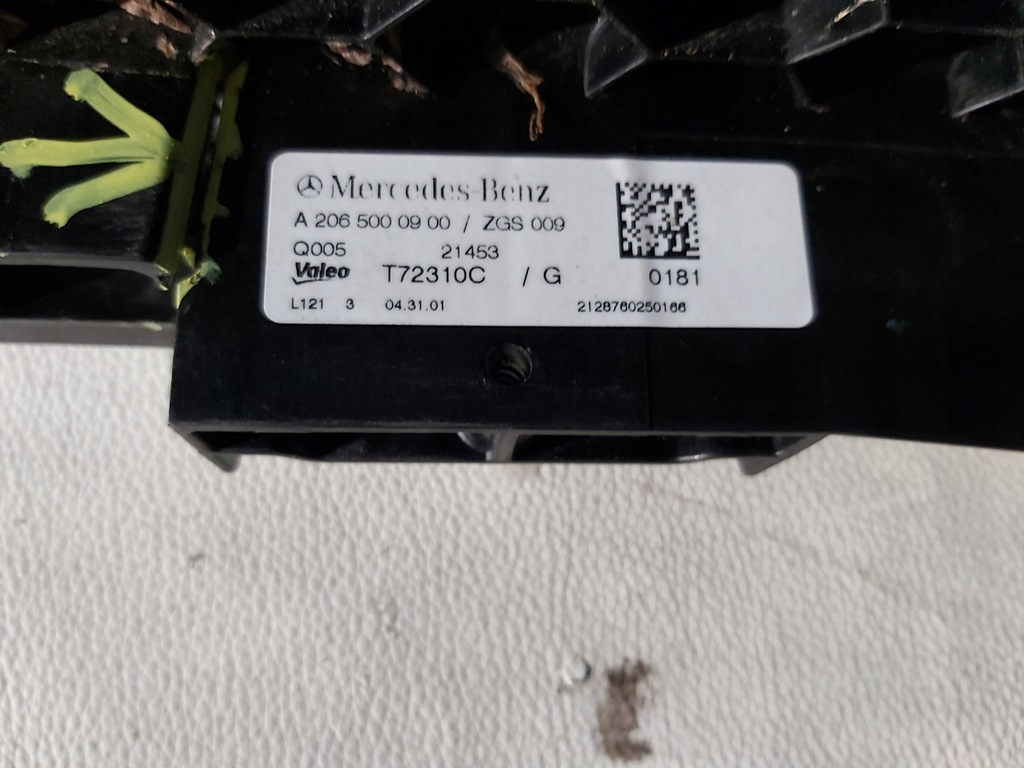 Mercedes-Benz
A 206 500 09 00 / ZGS 009
Q005 21453
Valeo T72310C / G 0181
L121 3 04.31.01 2128760250166